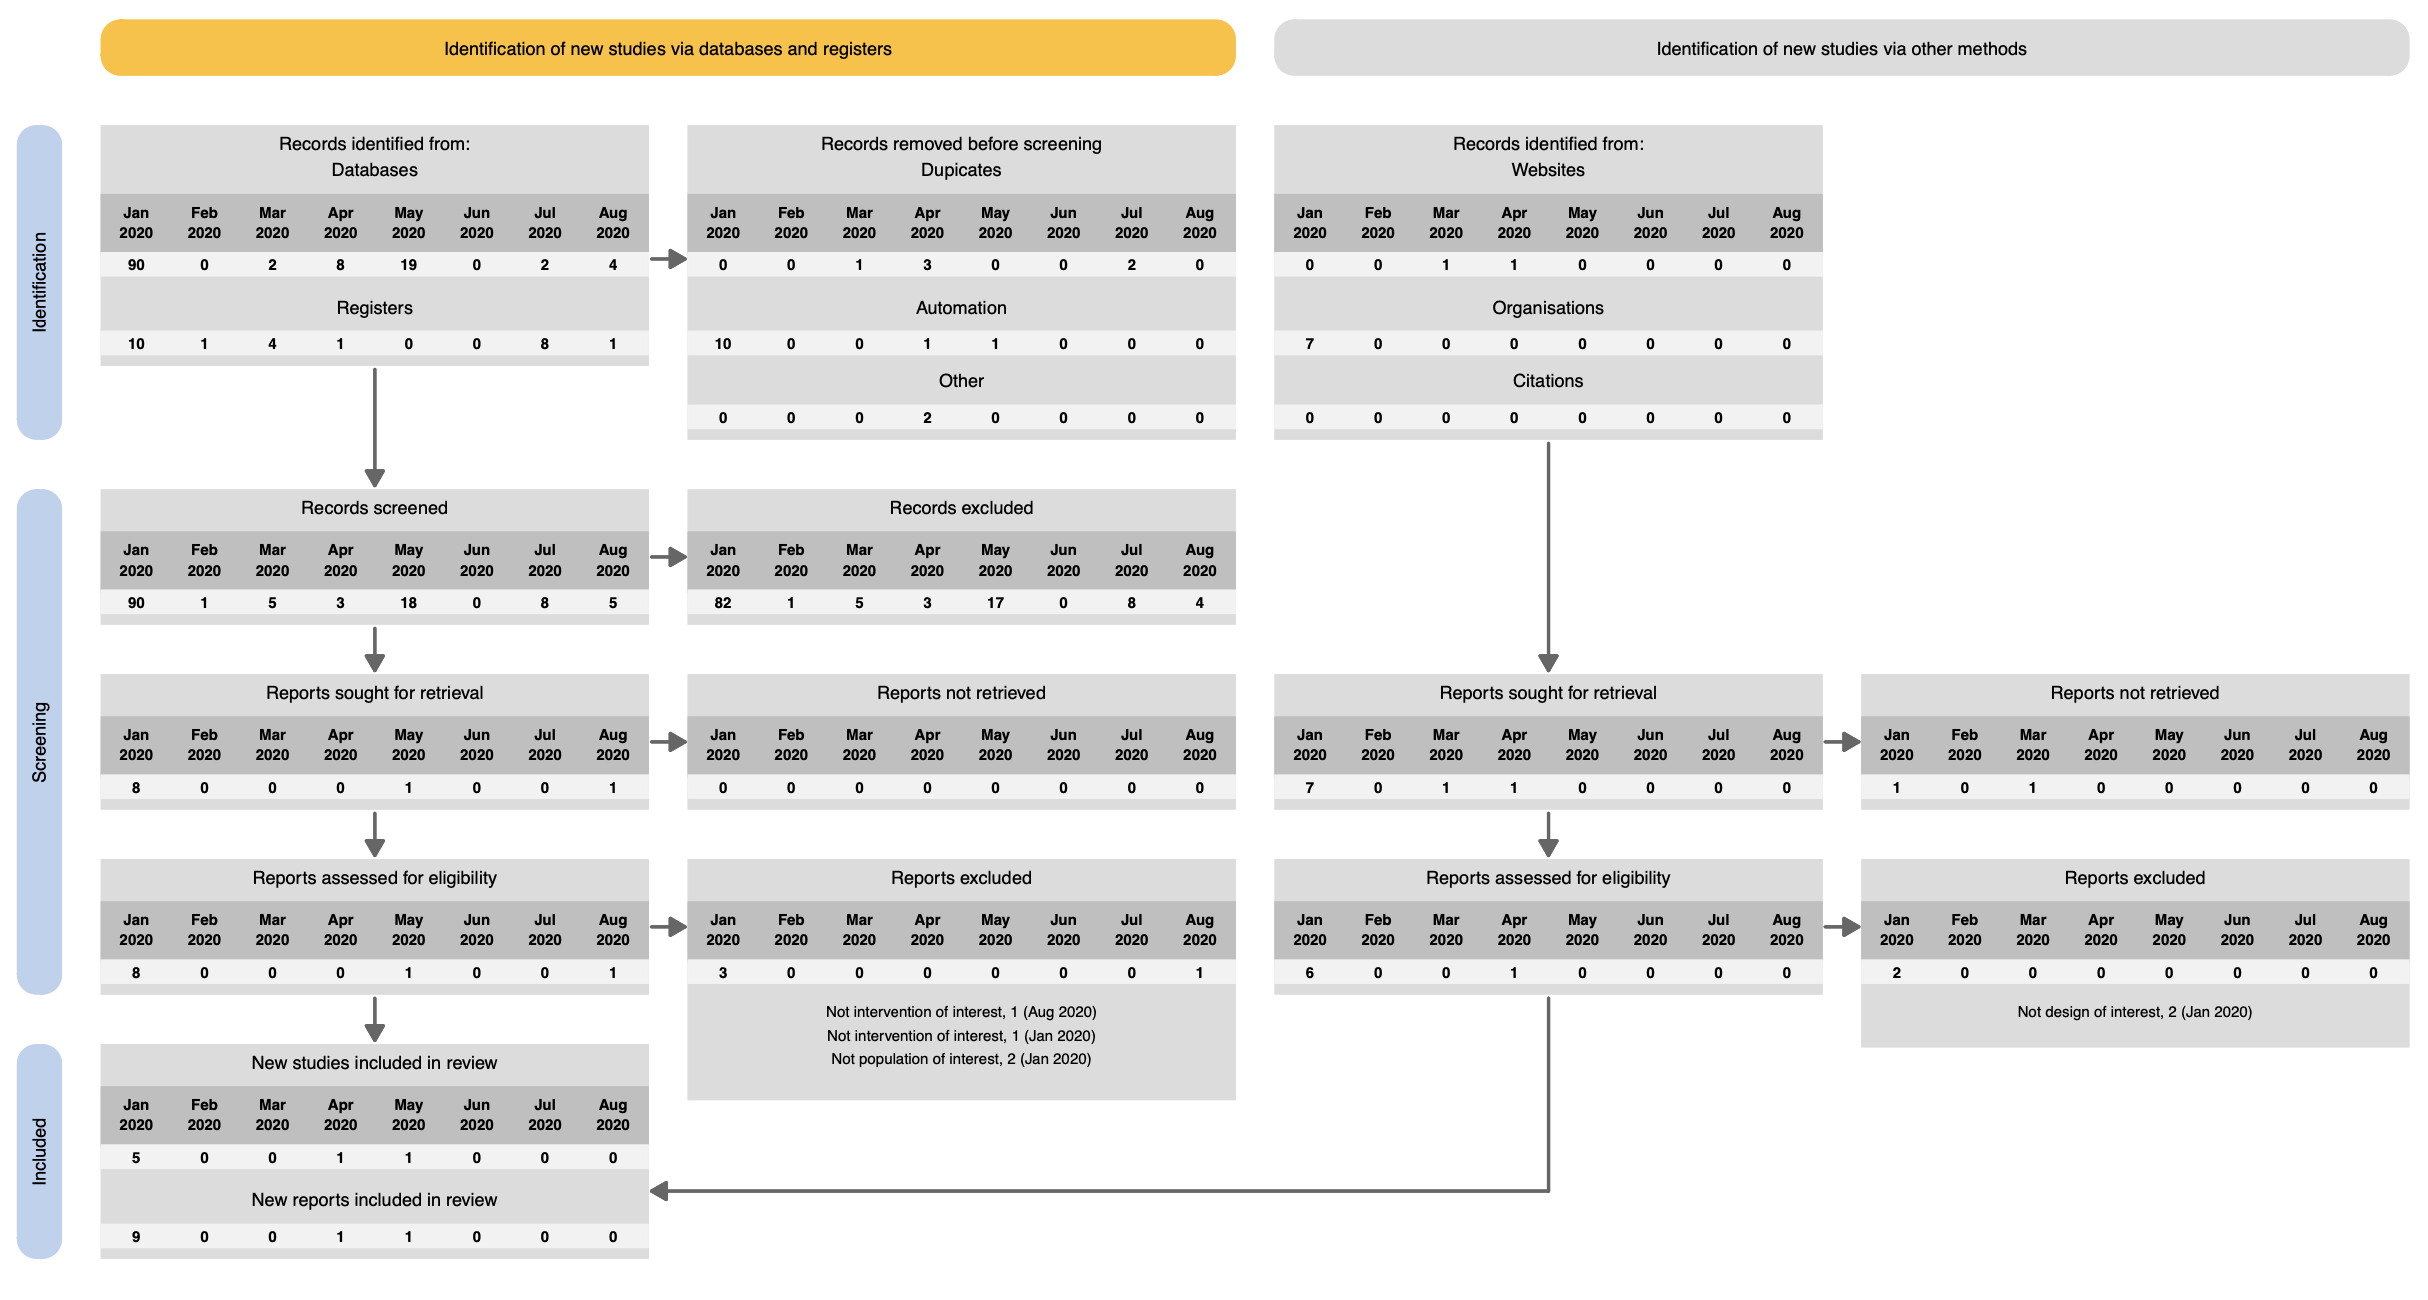 Identification of new studies via databases and registers
Identification of new studies via other methods
Identification
Records identified from:
Databases
Jan Feb Mar Apr May Jun Jul Aug
2020 2020 2020 2020 2020 2020 2020 2020
90 0 2 8 19 0 2 4
Registers
10 1 4 1 0 0 8 1
Records removed before screening
Dupicates
Jan Feb Mar Apr May Jun Jul Aug
2020 2020 2020 2020 2020 2020 2020 2020
0 0 1 3 0 0 2 0
Automation
10 0 0 1 1 0 0 0
Other
0 0 0 2 0 0 0 0
Records identified from:
Websites
Jan Feb Mar Apr May Jun Jul Aug
2020 2020 2020 2020 2020 2020 2020 2020
0 0 1 1 0 0 0 0
Organisations
7 0 0 0 0 0 0 0
Citations
0 0 0 0 0 0 0 0
Screening
Records screened
Jan Feb Mar Apr May Jun Jul Aug
2020 2020 2020 2020 2020 2020 2020 2020
90 1 5 3 18 0 8 5
Records excluded
Jan Feb Mar Apr May Jun Jul Aug
2020 2020 2020 2020 2020 2020 2020 2020
82 1 5 3 17 0 8 4
Reports sought for retrieval
Jan Feb Mar Apr May Jun Jul Aug
2020 2020 2020 2020 2020 2020 2020 2020
8 0 0 0 1 0 0 1
Reports not retrieved
Jan Feb Mar Apr May Jun Jul Aug
2020 2020 2020 2020 2020 2020 2020 2020
0 0 0 0 0 0 0 0
Reports sought for retrieval
Jan Feb Mar Apr May Jun Jul Aug
2020 2020 2020 2020 2020 2020 2020 2020
7 0 1 1 0 0 0 0
Reports not retrieved
Jan Feb Mar Apr May Jun Jul Aug
2020 2020 2020 2020 2020 2020 2020 2020
1 0 1 0 0 0 0 0
Reports assessed for eligibility
Jan Feb Mar Apr May Jun Jul Aug
2020 2020 2020 2020 2020 2020 2020 2020
8 0 0 0 1 0 0 1
Reports excluded
Jan Feb Mar Apr May Jun Jul Aug
2020 2020 2020 2020 2020 2020 2020 2020
3 0 0 0 0 0 0 1
Not intervention of interest, 1 (Aug 2020)
Not intervention of interest, 1 (Jan 2020)
Not population of interest, 2 (Jan 2020)
Reports assessed for eligibility
Jan Feb Mar Apr May Jun Jul Aug
2020 2020 2020 2020 2020 2020 2020 2020
6 0 0 1 0 0 0 0
Reports excluded
Jan Feb Mar Apr May Jun Jul Aug
2020 2020 2020 2020 2020 2020 2020 2020
2 0 0 0 0 0 0 0
Not design of interest, 2 (Jan 2020)
Included
New studies included in review
Jan Feb Mar Apr May Jun Jul Aug
2020 2020 2020 2020 2020 2020 2020 2020
5 0 0 1 1 0 0 0
New reports included in review
9 0 0 1 1 0 0 0